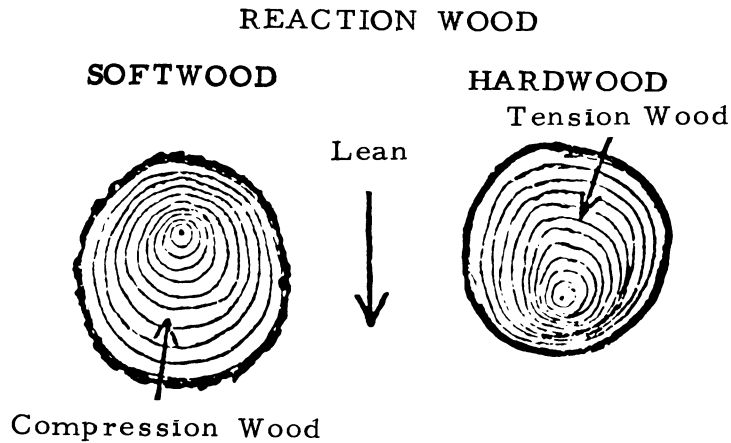 REACTION WOOD
SOFTWOOD
HARDWOOD
Tension Wood
Lean
Compression Wood